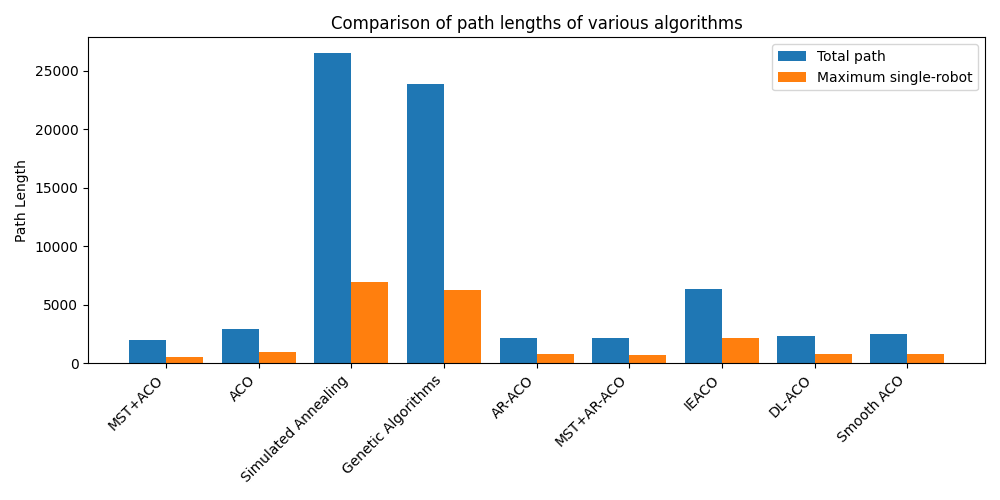 Comparison of path lengths of various algorithms
Total path
Maximum single-robot
Path Length
25000
20000
15000
10000
5000
0
MST+ACO
ACO
Simulated Annealing
Genetic Algorithms
AR-ACO
MST+AR-ACO
IEACO
DL-ACO
Smooth ACO